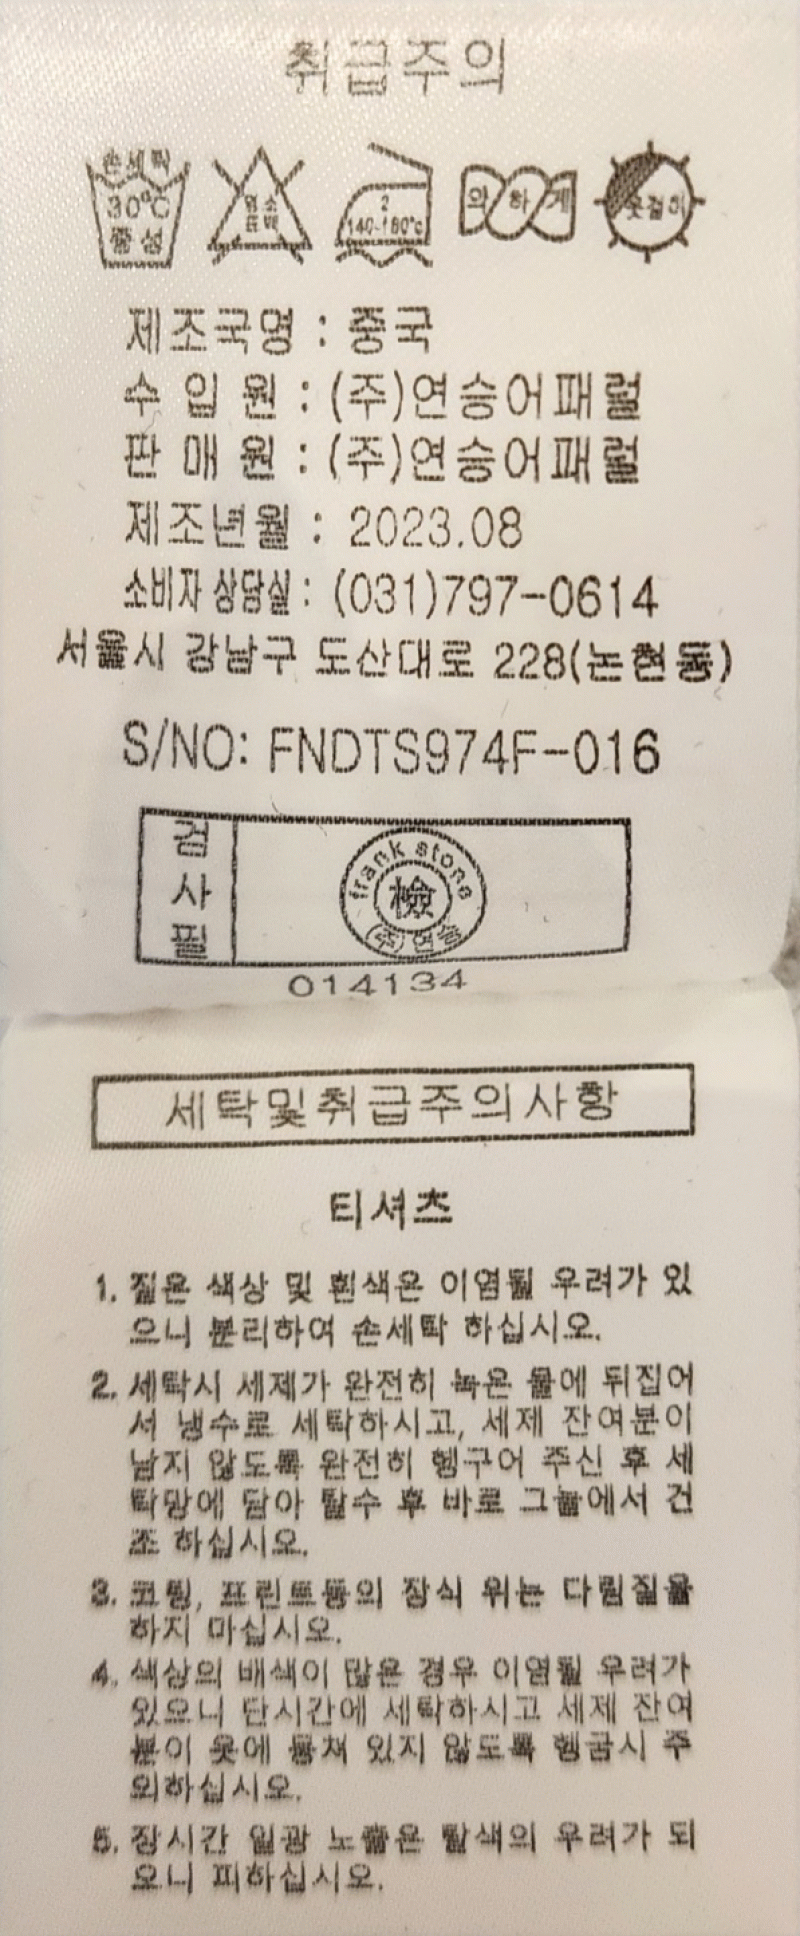 취급주의
손세탁
30℃
중성
염소
표백
2
140-160℃
약하게
옷걸이
제조국명 : 중국
수 입 원 : (주)연승어패럴
판 매 원 : (주)연승어패럴
제조년월 : 2023.08
소비자 상담실 : (031)797-0614
서울시 강남구 도산대로 228(논현동)
S/NO: FNDTS974F-016
검사필
frank stone
檢
(주)연승
014134
세탁및취급주의사항
티셔츠
1. 짙은 색상 및 흰색은 이염될 우려가 있
으니 분리하여 손세탁 하십시오.
2. 세탁시 세제가 완전히 녹은 물에 뒤집어
서 냉수로 세탁하시고, 세제 잔여분이
남지 않도록 완전히 헹구어 주신 후 세
탁망에 담아 탈수 후 바로 그늘에서 건
조 하십시오.
3. 코팅, 프린트등의 장식 위는 다림질을
하지 마십시오.
4. 색상의 배색이 많은 경우 이염될 우려가
있으니 단시간에 세탁하시고 세제 잔여
분이 옷에 뭉쳐 있지 않도록 헹굼시 주
의하십시오.
5. 장시간 일광 노출은 탈색의 우려가 되
오니 피하십시오.